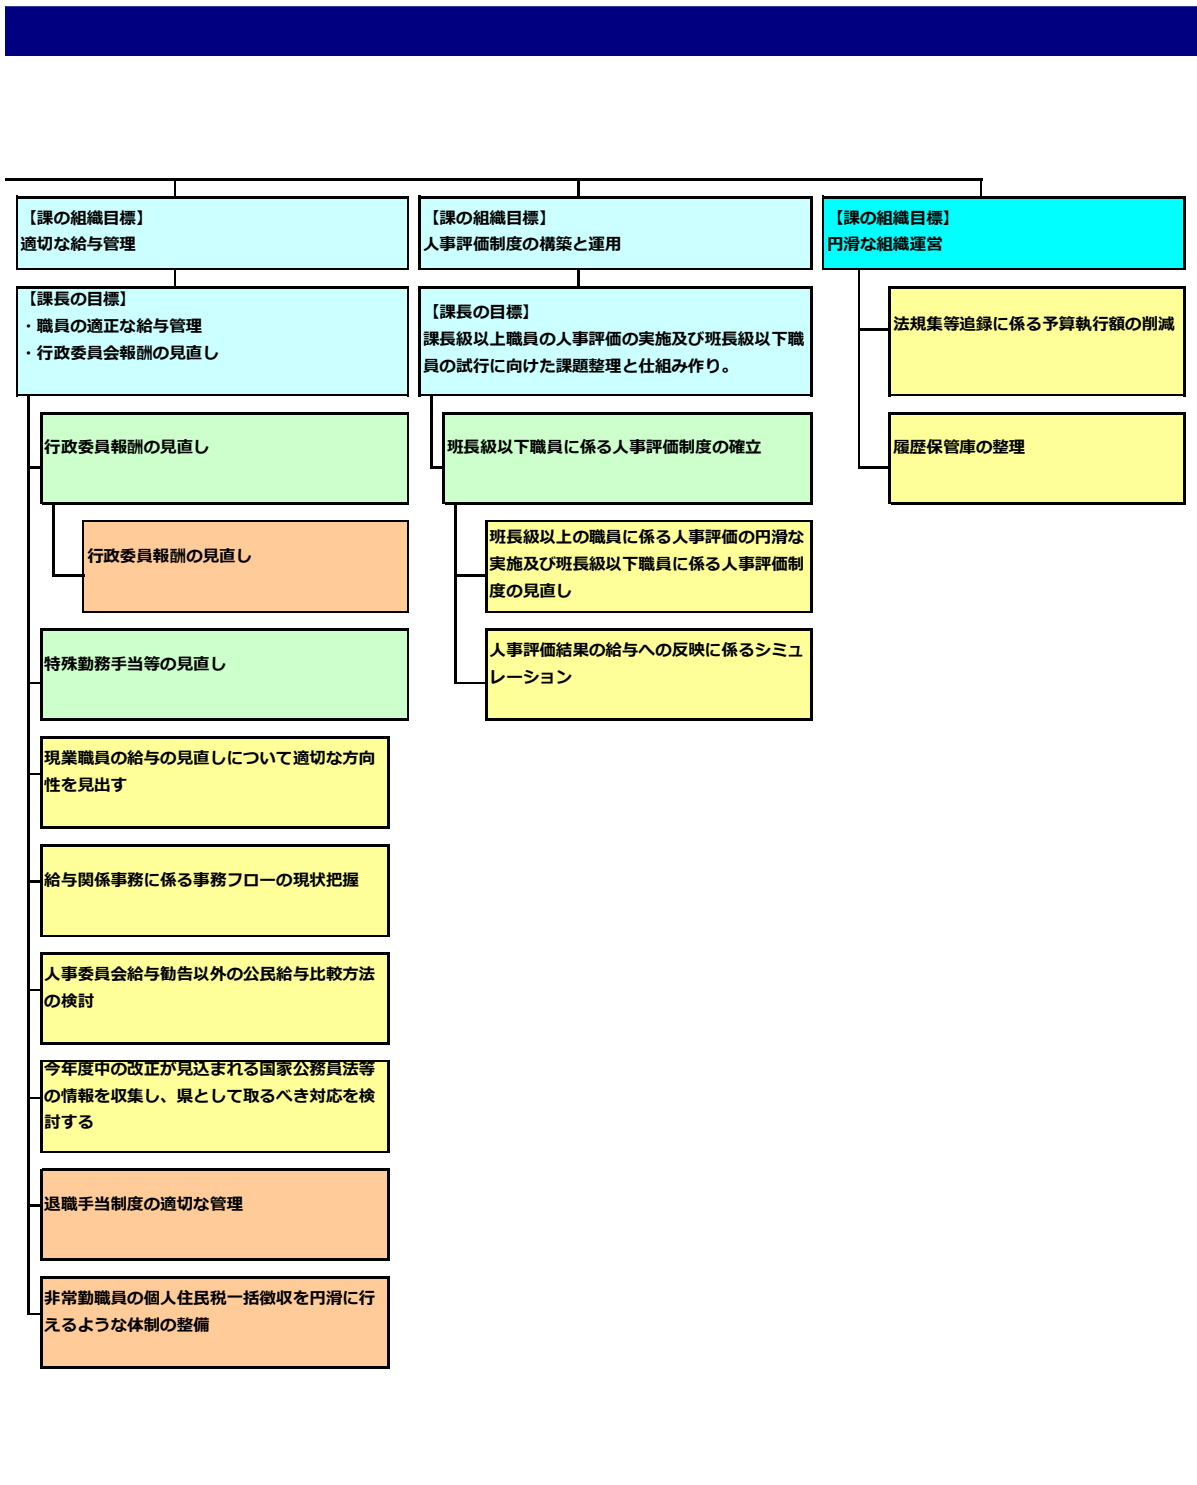 【課の組織目標】
適切な給与管理
【課長の目標】
・職員の適正な給与管理
・行政委員会報酬の見直し
行政委員報酬の見直し
行政委員報酬の見直し
特殊勤務手当等の見直し
現業職員の給与の見直しについて適切な方向
性を見出す
給与関係事務に係る事務フローの現状把握
人事委員会給与勧告以外の公民給与比較方法
の検討
今年度中の改正が見込まれる国家公務員法等
の情報を収集し、県として取るべき対応を検
討する
退職手当制度の適切な管理
非常勤職員の個人住民税一括徴収を円滑に行
えるような体制の整備
【課の組織目標】
人事評価制度の構築と運用
【課長の目標】
課長級以上職員の人事評価の実施及び班長級以下職
員の試行に向けた課題整理と仕組み作り。
班長級以下職員に係る人事評価制度の確立
班長級以上の職員に係る人事評価の円滑な
実施及び班長級以下職員に係る人事評価制
度の見直し
人事評価結果の給与への反映に係るシミュ
レーション
【課の組織目標】
円滑な組織運営
法規集等追録に係る予算執行額の削減
履歴保管庫の整理